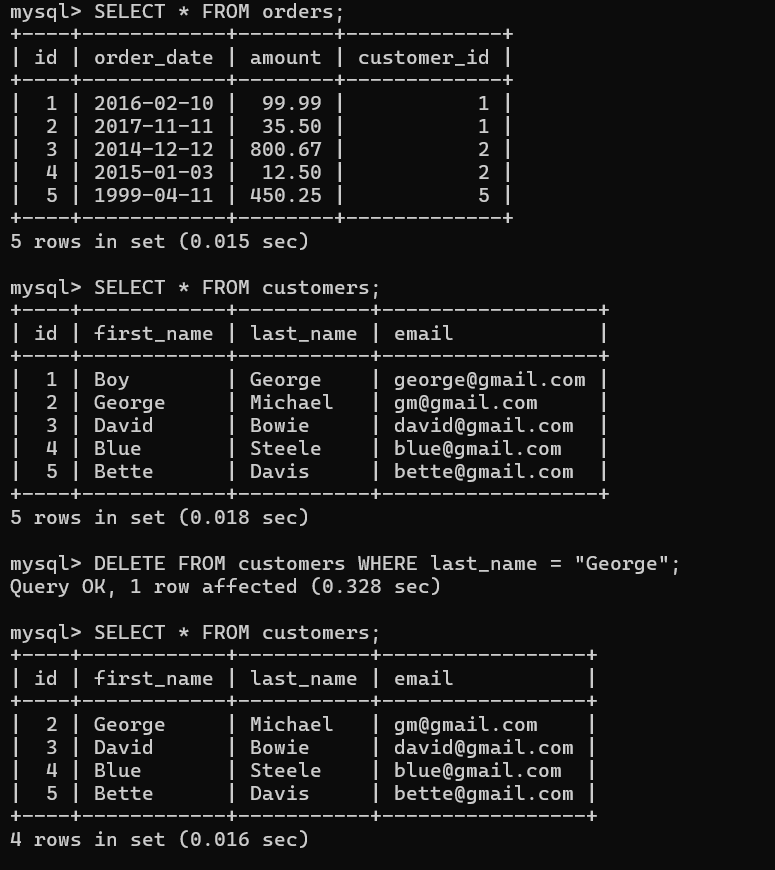 mysql> SELECT * FROM orders;
+----+------------+--------+-------------+
| id | order_date | amount | customer_id |
+----+------------+--------+-------------+
|  1 | 2016-02-10 |  99.99 |           1 |
|  2 | 2017-11-11 |  35.50 |           1 |
|  3 | 2014-12-12 | 800.67 |           2 |
|  4 | 2015-01-03 |  12.50 |           2 |
|  5 | 1999-04-11 | 450.25 |           5 |
+----+------------+--------+-------------+
5 rows in set (0.015 sec)

mysql> SELECT * FROM customers;
+----+------------+-----------+------------------+
| id | first_name | last_name | email            |
+----+------------+-----------+------------------+
|  1 | Boy        | George    | george@gmail.com |
|  2 | George     | Michael   | gm@gmail.com     |
|  3 | David      | Bowie     | david@gmail.com  |
|  4 | Blue       | Steele    | blue@gmail.com   |
|  5 | Bette      | Davis     | bette@gmail.com  |
+----+------------+-----------+------------------+
5 rows in set (0.018 sec)

mysql> DELETE FROM customers WHERE last_name = "George";
Query OK, 1 row affected (0.328 sec)

mysql> SELECT * FROM customers;
+----+------------+-----------+-----------------+
| id | first_name | last_name | email           |
+----+------------+-----------+-----------------+
|  2 | George     | Michael   | gm@gmail.com    |
|  3 | David      | Bowie     | david@gmail.com |
|  4 | Blue       | Steele    | blue@gmail.com  |
|  5 | Bette      | Davis     | bette@gmail.com |
+----+------------+-----------+-----------------+
4 rows in set (0.016 sec)